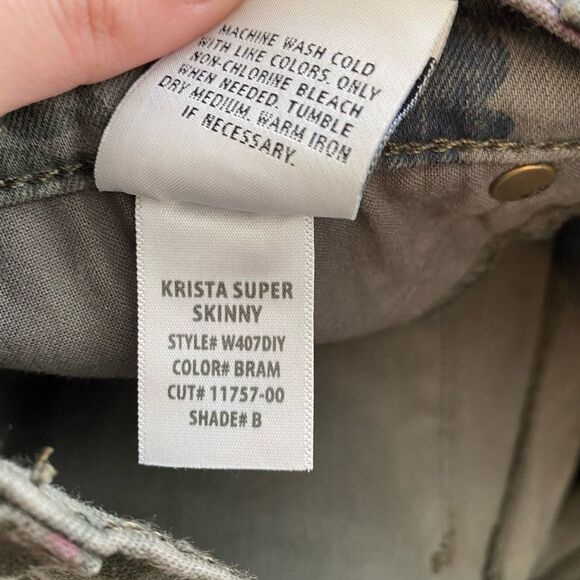 MACHINE WASH COLD
WITH LIKE COLORS, ONLY
NON-CHLORINE BLEACH
WHEN NEEDED. TUMBLE
DRY MEDIUM. WARM IRON
IF NECESSARY.
KRISTA SUPER
SKINNY
STYLE# W407DIY
COLOR# BRAM
CUT# 11757-00
SHADE# B